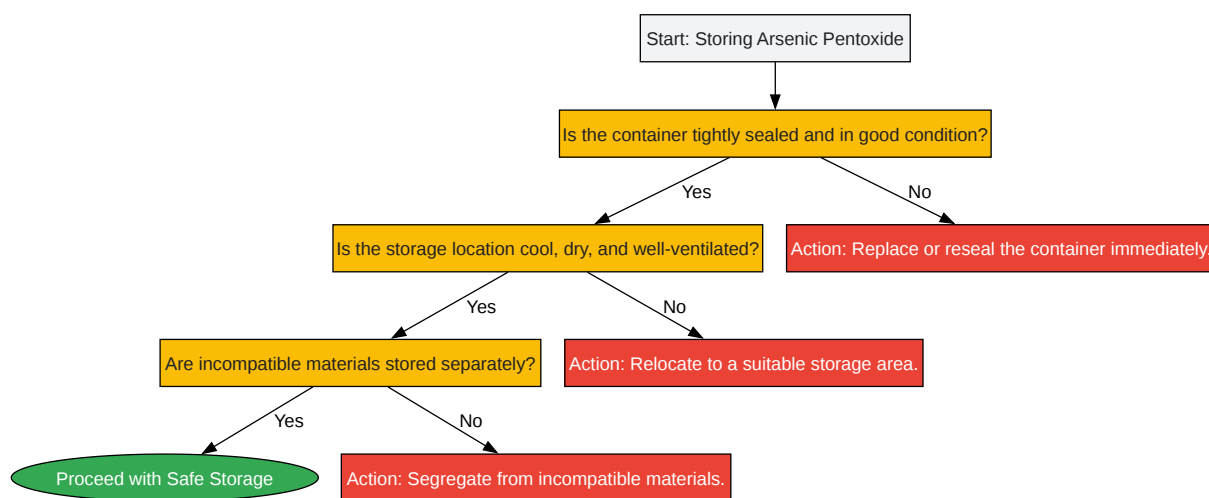 Start: Storing Arsenic Pentoxide
Is the container tightly sealed and in good condition?
Yes
No
Is the storage location cool, dry, and well-ventilated?
Action: Replace or reseal the container immediately.
Yes
No
Are incompatible materials stored separately?
Action: Relocate to a suitable storage area.
Yes
No
Proceed with Safe Storage
Action: Segregate from incompatible materials.